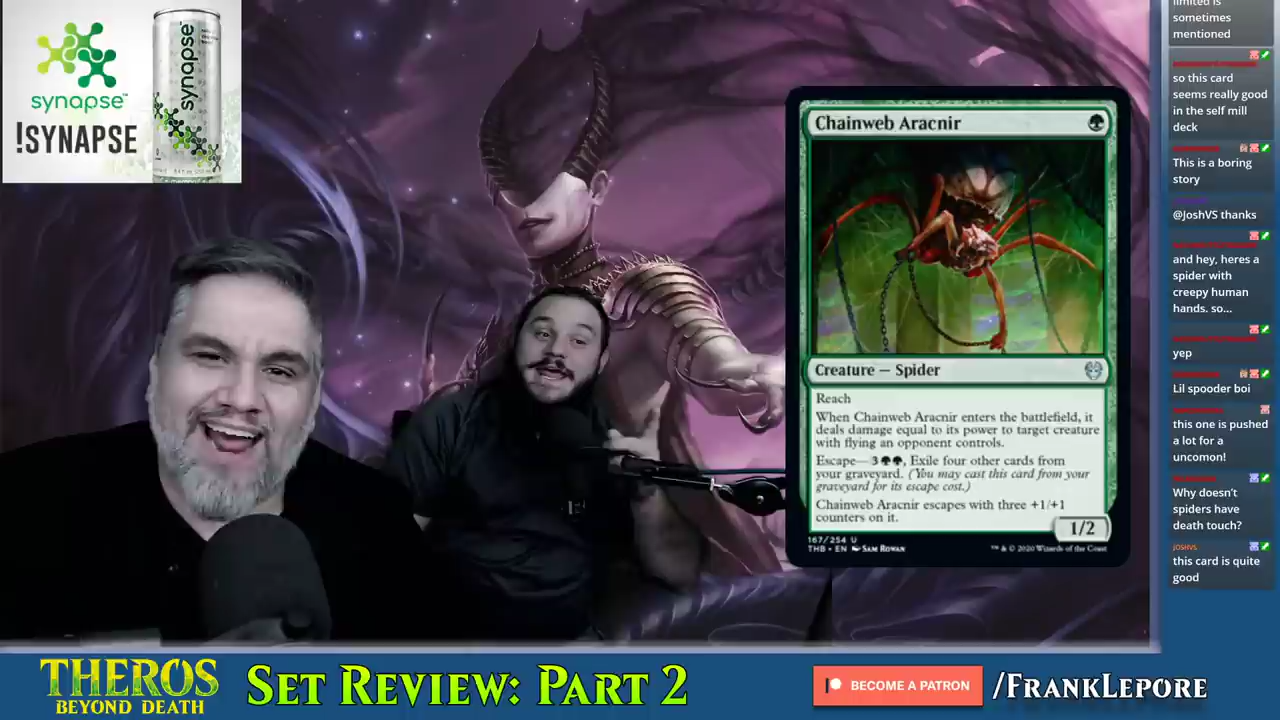 synapse™
!SYNAPSE
synapse™
Chainweb Aracnir
Creature — Spider
Reach
When Chainweb Aracnir enters the battlefield, it
deals damage equal to its power to target creature
with flying an opponent controls.
Escape—3, Exile four other cards from
your graveyard. (You may cast this card from your
graveyard for its escape cost.)
Chainweb Aracnir escapes with three +1/+1
counters on it.
1/2
167/254 U
THB • EN Sam Rowan
™ & © 2020 Wizards of the Coast
limited is
sometimes
mentioned
so this card
seems really good
in the self mill
deck
This is a boring
story
@JoshVS thanks
and hey, heres a
spider with
creepy human
hands. so...
yep
Lil spooder boi
this one is pushed
a lot for a
uncomon!
Why doesn't
spiders have
death touch?
JOSHVS
this card is quite
good
THEROS
BEYOND DEATH
Set Review: Part 2
BECOME A PATRON
/FrankLepore